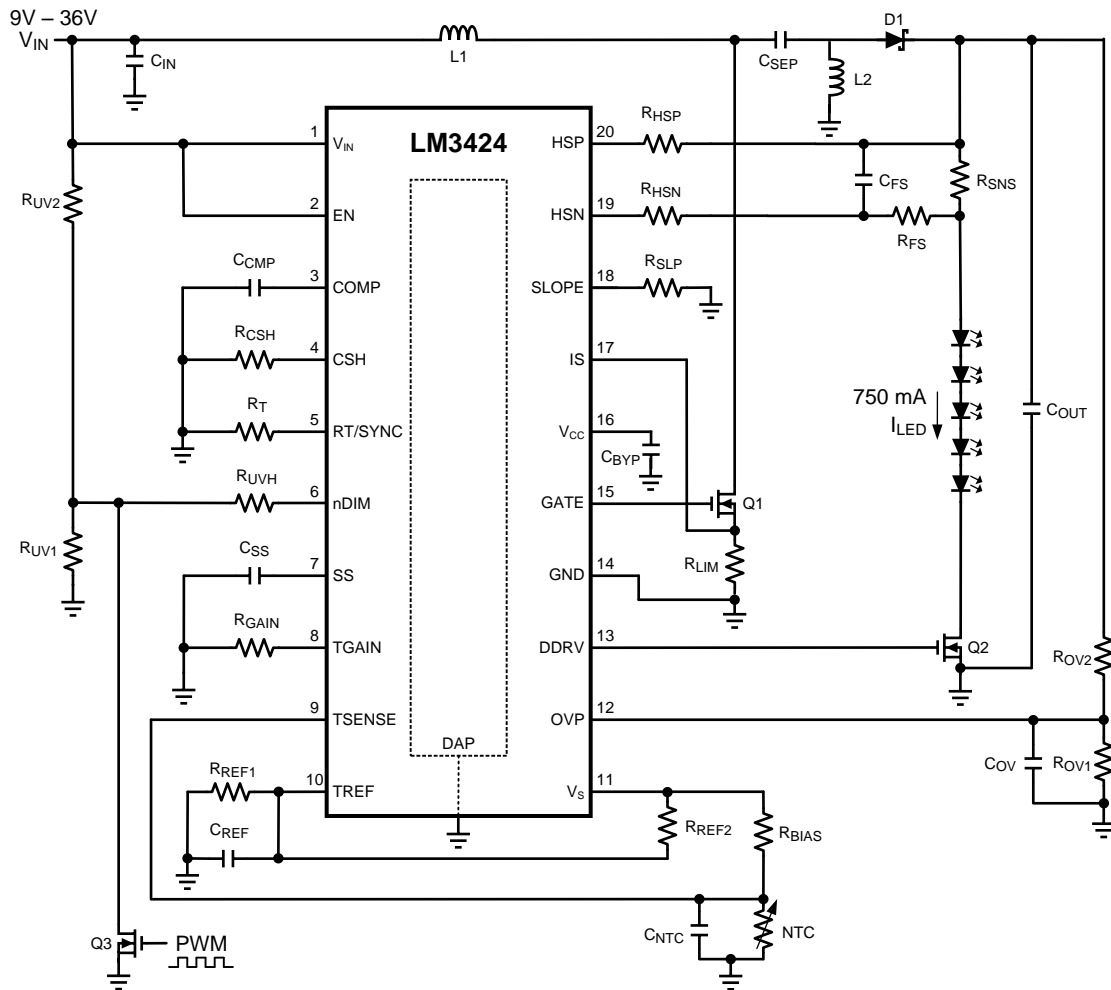 9V – 36V
VIN
CIN
L1
CSEP
D1
L2
LM3424
1
VIN
HSP
20
RHSP
CFS
RSNS
RUV2
2
EN
HSN
19
RHSN
RFS
CCMP
3
COMP
SLOPE
18
RSLP
RCSH
4
CSH
IS
17
750 mA
ILED
COUT
RT
5
RT/SYNC
VCC
16
CBYP
RUVH
6
nDIM
GATE
15
Q1
RUV1
CSS
7
SS
GND
14
RLIM
RGAIN
8
TGAIN
DDRV
13
Q2
ROV2
9
TSENSE
OVP
12
DAP
COV
ROV1
RREF1
10
TREF
VS
11
CREF
RREF2
RBIAS
CNTC
NTC
Q3
PWM